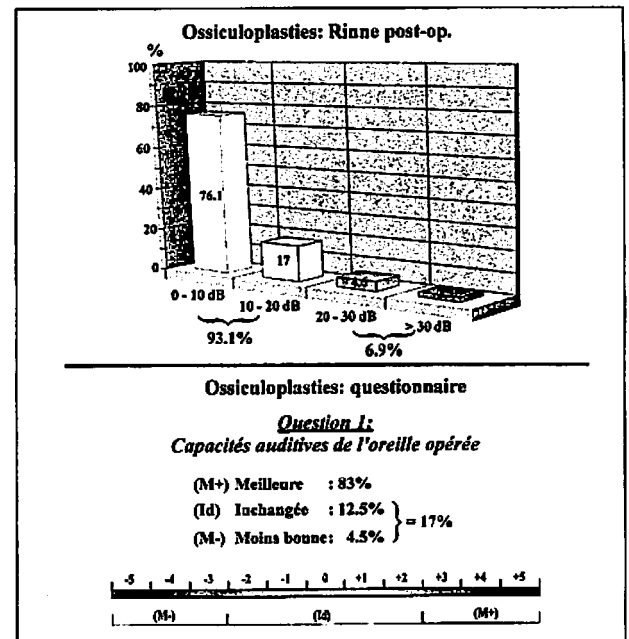 Ossiculoplasties: Rinne post-op.
%
100
80
60
40
20
0
76.1
17
0 - 10 dB
10 - 20 dB
20 - 30 dB
> 30 dB
93.1%
6.9%
Ossiculoplasties: questionnaire
Question 1:
Capacités auditives de l'oreille opérée
(M+) Meilleure : 83%
(Id) Inchangée : 12.5%
= 17%
(M-) Moins bonne: 4.5%
-5 -4 -3 -2 -1 0 +1 +2 +3 +4 +5
(M-) (Id) (M+)